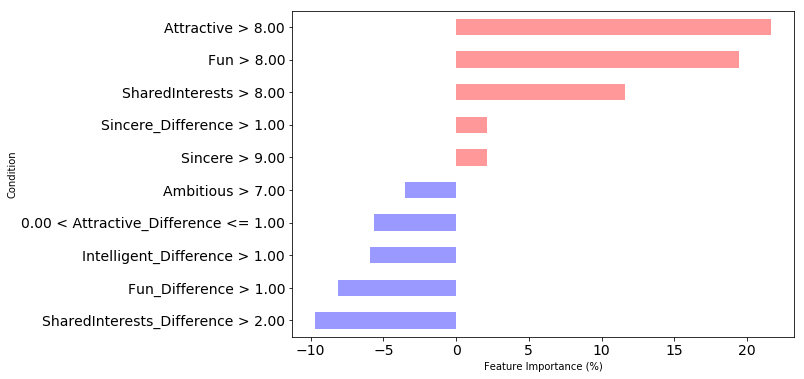 Attractive > 8.00
Fun > 8.00
SharedInterests > 8.00
Sincere_Difference > 1.00
Sincere > 9.00
Ambitious > 7.00
0.00 < Attractive_Difference <= 1.00
Intelligent_Difference > 1.00
Fun_Difference > 1.00
SharedInterests_Difference > 2.00
Condition
−10 −5 0 5 10 15 20
Feature Importance (%)